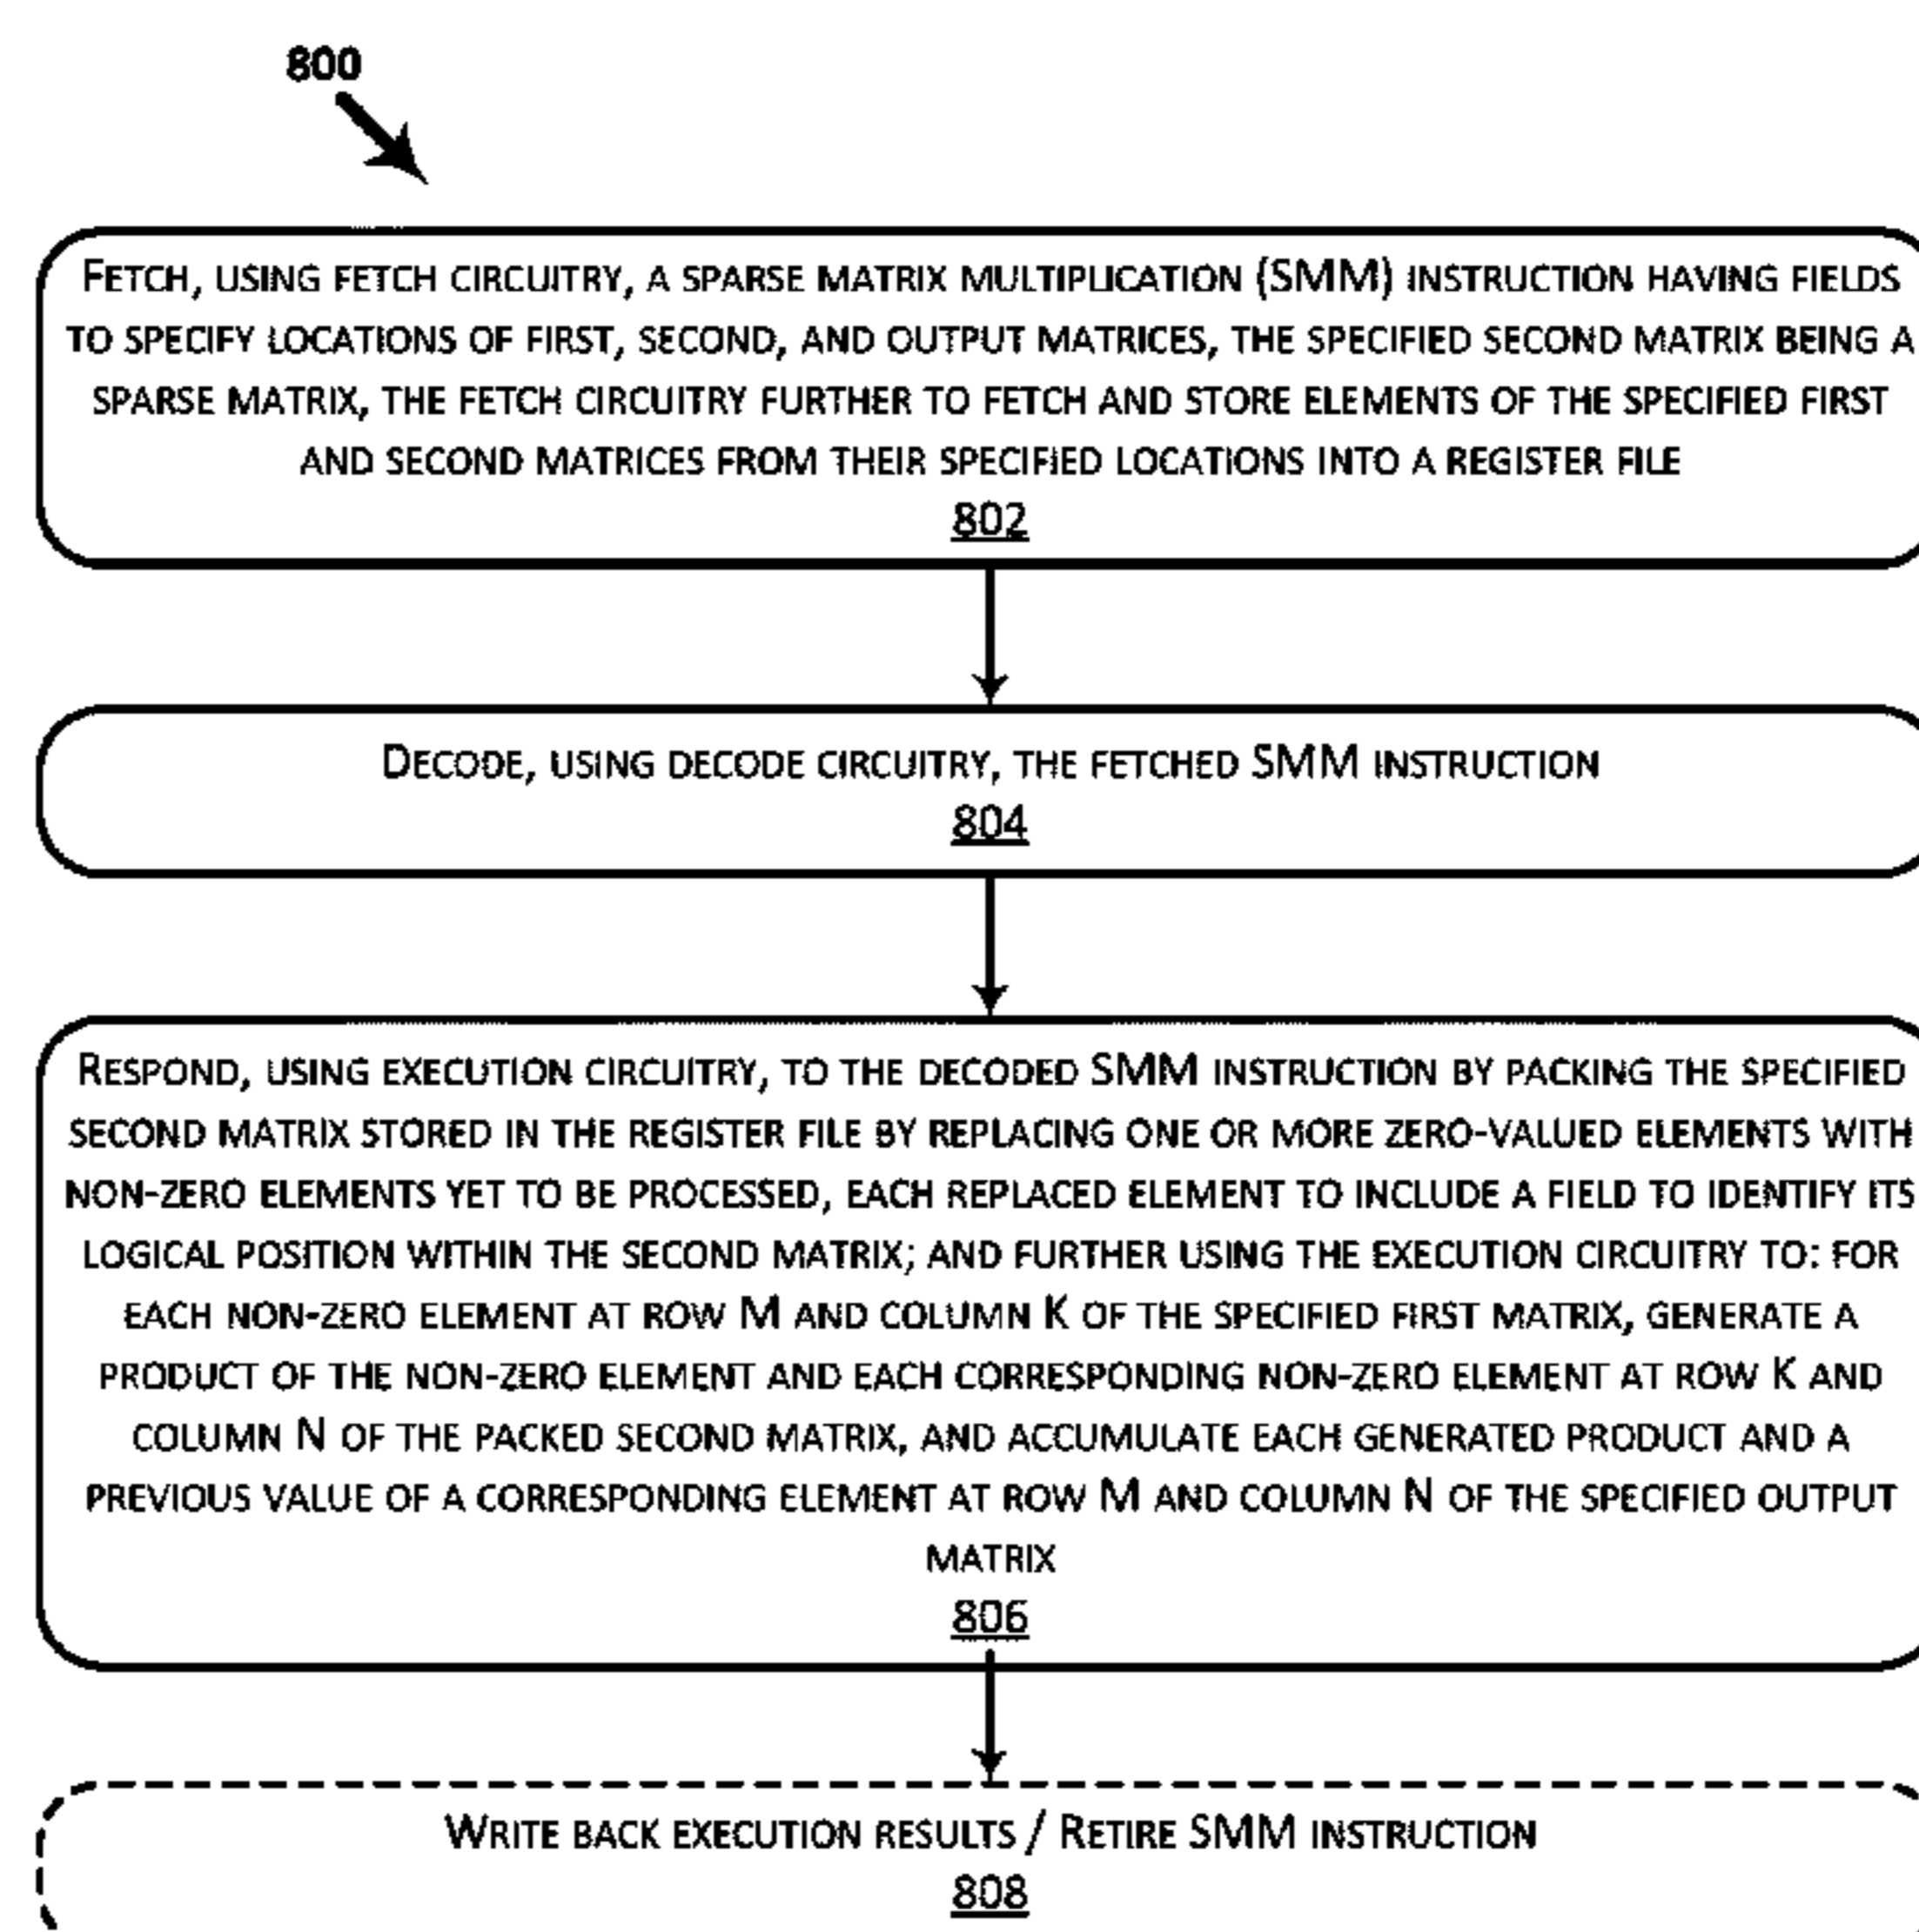 800
FETCH, USING FETCH CIRCUITRY, A SPARSE MATRIX MULTIPLICATION (SMM) INSTRUCTION HAVING FIELDS
TO SPECIFY LOCATIONS OF FIRST, SECOND, AND OUTPUT MATRICES, THE SPECIFIED SECOND MATRIX BEING A
SPARSE MATRIX, THE FETCH CIRCUITRY FURTHER TO FETCH AND STORE ELEMENTS OF THE SPECIFIED FIRST
AND SECOND MATRICES FROM THEIR SPECIFIED LOCATIONS INTO A REGISTER FILE
802
DECODE, USING DECODE CIRCUITRY, THE FETCHED SMM INSTRUCTION
804
RESPOND, USING EXECUTION CIRCUITRY, TO THE DECODED SMM INSTRUCTION BY PACKING THE SPECIFIED
SECOND MATRIX STORED IN THE REGISTER FILE BY REPLACING ONE OR MORE ZERO-VALUED ELEMENTS WITH
NON-ZERO ELEMENTS YET TO BE PROCESSED, EACH REPLACED ELEMENT TO INCLUDE A FIELD TO IDENTIFY ITS
LOGICAL POSITION WITHIN THE SECOND MATRIX; AND FURTHER USING THE EXECUTION CIRCUITRY TO: FOR
EACH NON-ZERO ELEMENT AT ROW M AND COLUMN K OF THE SPECIFIED FIRST MATRIX, GENERATE A
PRODUCT OF THE NON-ZERO ELEMENT AND EACH CORRESPONDING NON-ZERO ELEMENT AT ROW K AND
COLUMN N OF THE PACKED SECOND MATRIX, AND ACCUMULATE EACH GENERATED PRODUCT AND A
PREVIOUS VALUE OF A CORRESPONDING ELEMENT AT ROW M AND COLUMN N OF THE SPECIFIED OUTPUT
MATRIX
806
WRITE BACK EXECUTION RESULTS / RETIRE SMM INSTRUCTION
808